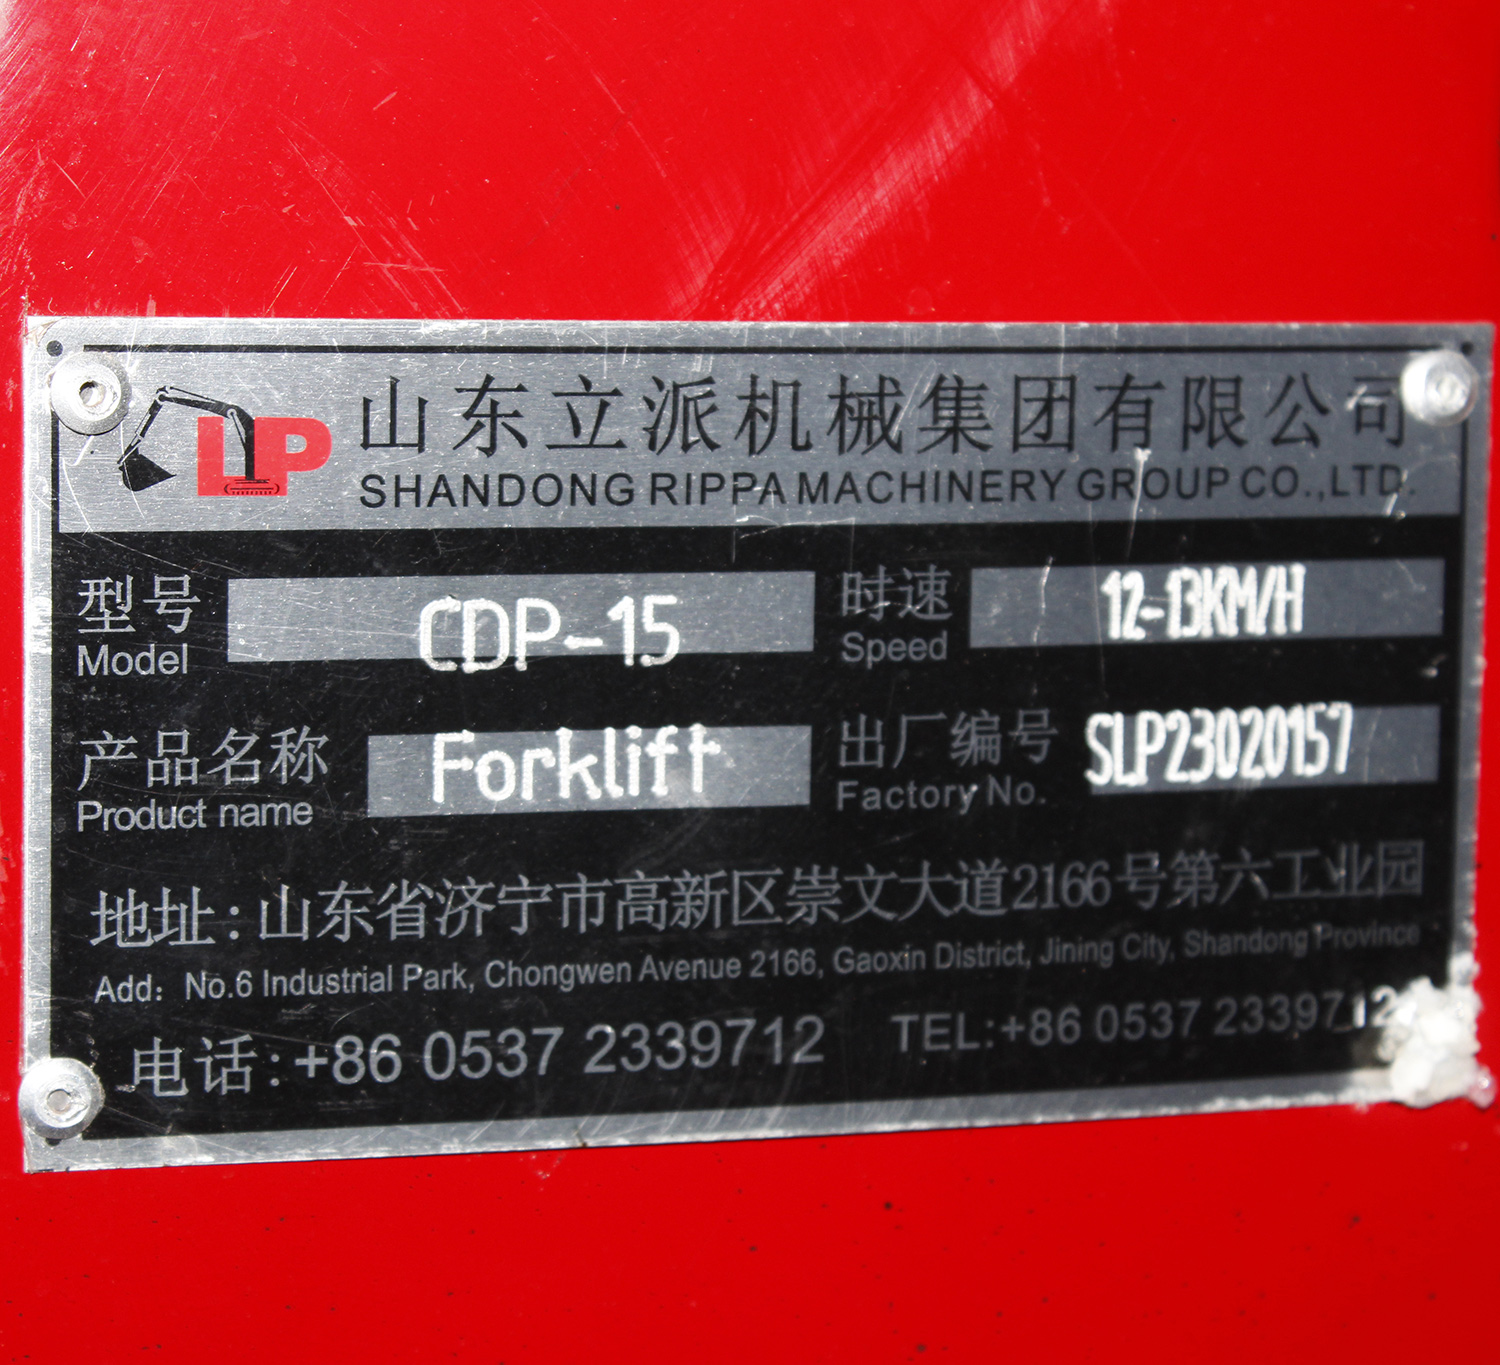 LP 山东立派机械集团有限公司
SHANDONG RIPPA MACHINERY GROUP CO.,LTD.
型号 CDP-15 时速 12-13KM/H
Model Speed
产品名称 Forklift 出厂编号 SLP23020157
Product name Factory No.
地址:山东省济宁市高新区崇文大道2166号第六工业园
Add: No.6 Industrial Park, Chongwen Avenue 2166, Gaoxin District, Jining City, Shandong Province
电话:+86 0537 2339712 TEL:+86 0537 2339712